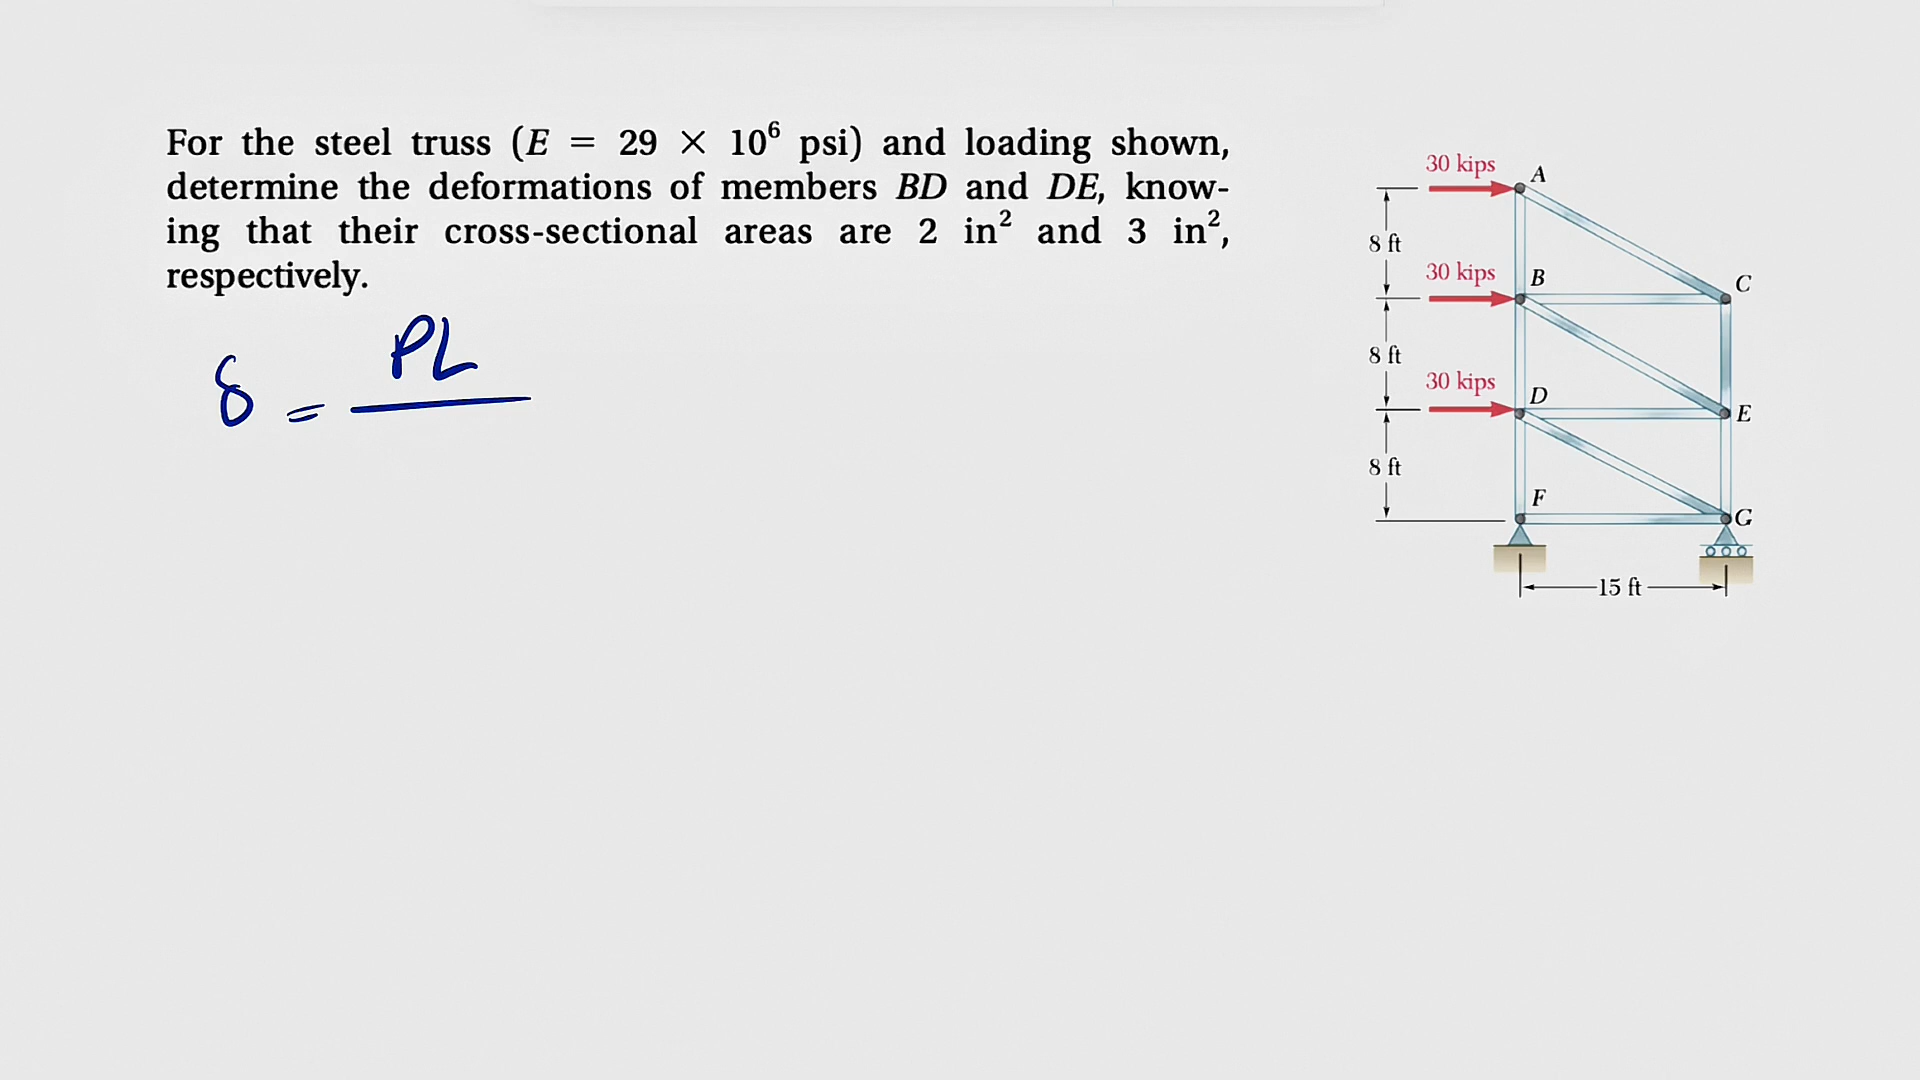 For the steel truss (E = 29 × 10⁶ psi) and loading shown,
determine the deformations of members BD and DE, know-
ing that their cross-sectional areas are 2 in² and 3 in²,
respectively.
δ = PL
30 kips
A
8 ft
30 kips
B
C
8 ft
30 kips
D
E
8 ft
F
G
15 ft